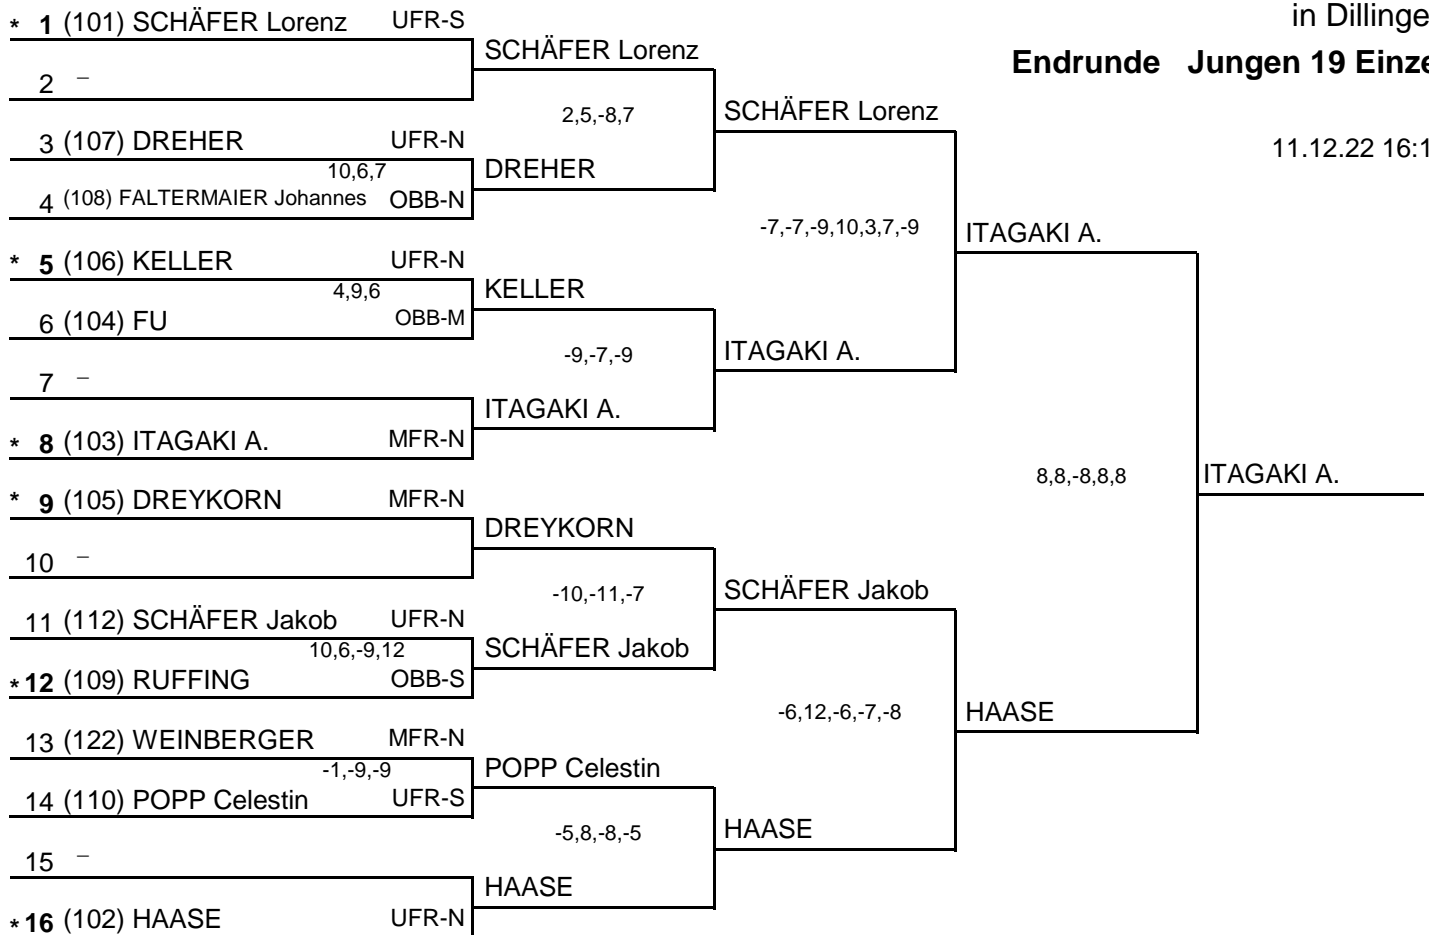 in Dillinge
Endrunde Jungen 19 Einze
11.12.22 16:1
* 1 (101) SCHÄFER Lorenz UFR-S
SCHÄFER Lorenz
2 –
2,5,-8,7
SCHÄFER Lorenz
3 (107) DREHER UFR-N
10,6,7
DREHER
4 (108) FALTERMAIER Johannes OBB-N
-7,-7,-9,10,3,7,-9
ITAGAKI A.
* 5 (106) KELLER UFR-N
4,9,6
KELLER
6 (104) FU OBB-M
-9,-7,-9
ITAGAKI A.
7 –
ITAGAKI A.
* 8 (103) ITAGAKI A. MFR-N
8,8,-8,8,8
ITAGAKI A.
* 9 (105) DREYKORN MFR-N
DREYKORN
10 –
-10,-11,-7
SCHÄFER Jakob
11 (112) SCHÄFER Jakob UFR-N
10,6,-9,12
SCHÄFER Jakob
* 12 (109) RUFFING OBB-S
-6,12,-6,-7,-8
HAASE
13 (122) WEINBERGER MFR-N
-1,-9,-9
POPP Celestin
14 (110) POPP Celestin UFR-S
-5,8,-8,-5
HAASE
15 –
HAASE
* 16 (102) HAASE UFR-N